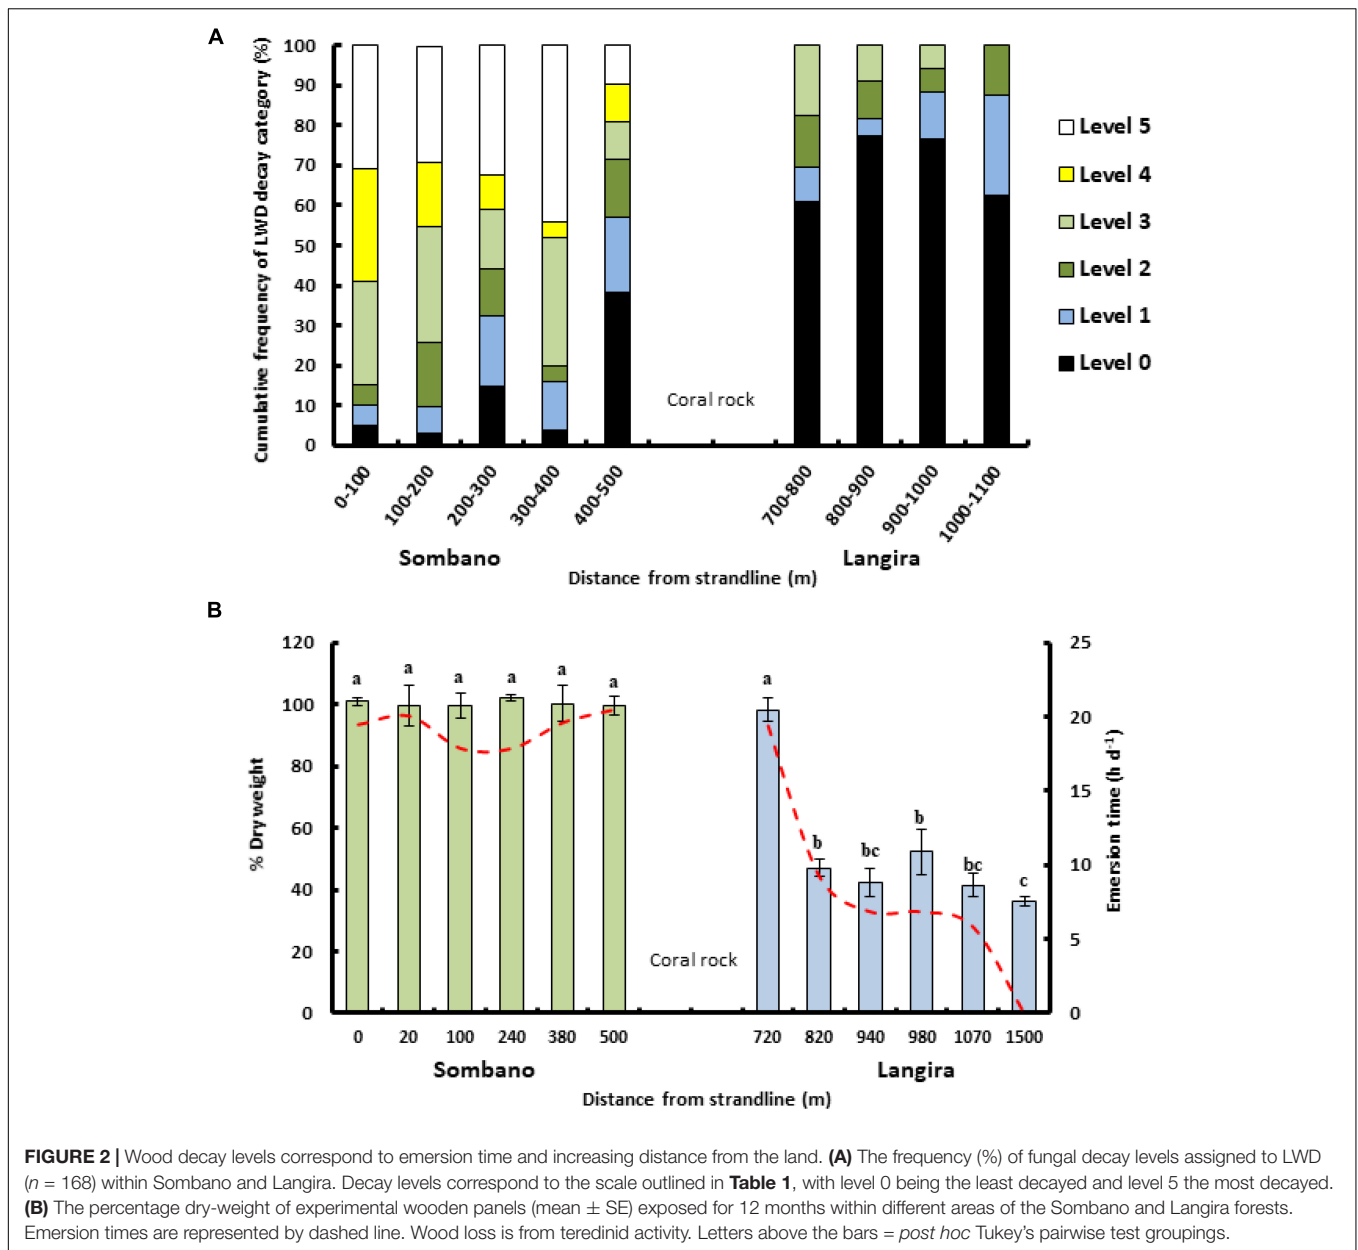 A
Cumulative frequency of LWD decay category (%)
100
90
80
70
60
50
40
30
20
10
0
Coral rock
0-100
100-200
200-300
300-400
400-500
700-800
800-900
900-1000
1000-1100
Sombano
Langira
Distance from strandline (m)
Level 5
Level 4
Level 3
Level 2
Level 1
Level 0
B
% Dry weight
120
100
80
60
40
20
0
a a a a a a a b bc b bc c
Coral rock
25
20
15
10
5
0
Emersion time (h d⁻¹)
0 20 100 240 380 500 720 820 940 980 1070 1500
Sombano
Langira
Distance from strandline (m)
FIGURE 2 | Wood decay levels correspond to emersion time and increasing distance from the land. (A) The frequency (%) of fungal decay levels assigned to LWD
(n = 168) within Sombano and Langira. Decay levels correspond to the scale outlined in Table 1, with level 0 being the least decayed and level 5 the most decayed.
(B) The percentage dry-weight of experimental wooden panels (mean ± SE) exposed for 12 months within different areas of the Sombano and Langira forests.
Emersion times are represented by dashed line. Wood loss is from teredinid activity. Letters above the bars = post hoc Tukey's pairwise test groupings.